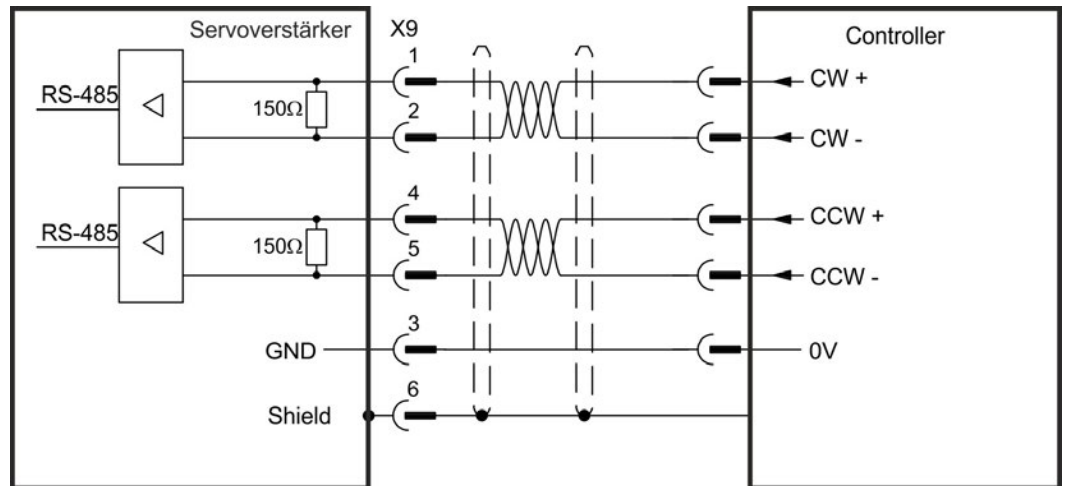 Servoverstärker X9 Controller
1
RS-485 150Ω CW +
2
CW -
4
RS-485 150Ω CCW +
5
CCW -
3
GND 0V
6
Shield